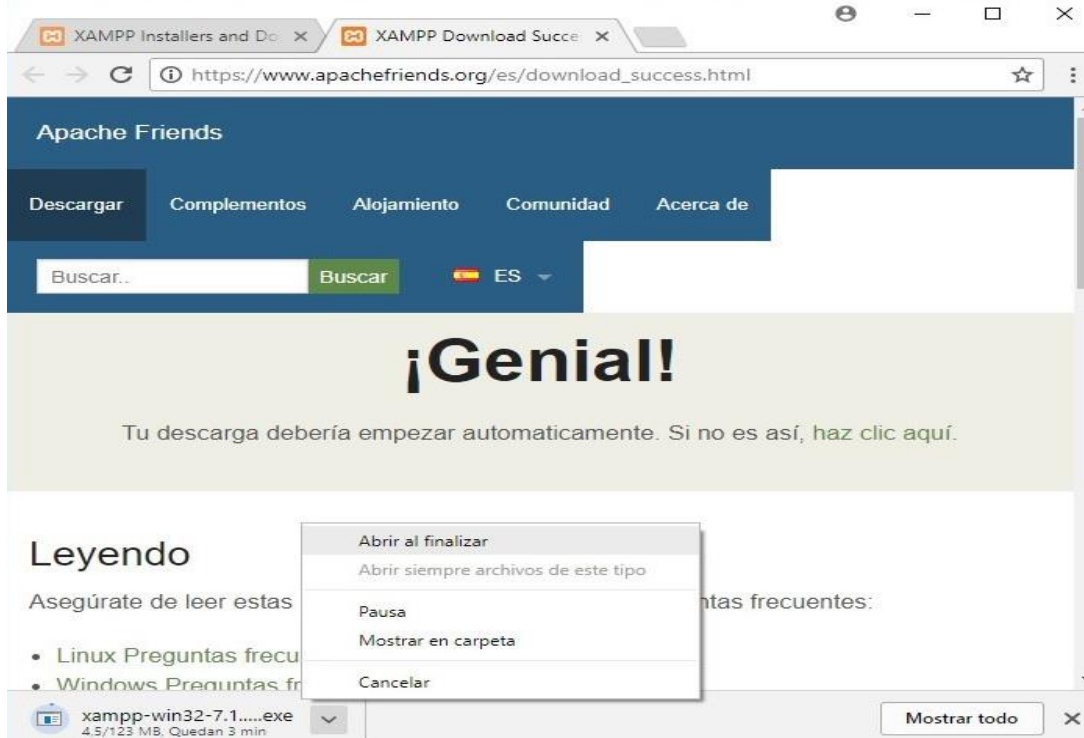 XAMPP Installers and Do
XAMPP Download Succe
https://www.apachefriends.org/es/download_success.html
Apache Friends
Descargar Complementos Alojamiento Comunidad Acerca de
Buscar.. Buscar ES
¡Genial!
Tu descarga debería empezar automaticamente. Si no es así, haz clic aquí.
Leyendo
Asegúrate de leer estas ntas frecuentes:
Linux Preguntas frecu
Windows Preguntas fr
Abrir al finalizar
Abrir siempre archivos de este tipo
Pausa
Mostrar en carpeta
Cancelar
xampp-win32-7.1.....exe
4,5/123 MB, Quedan 3 min
Mostrar todo